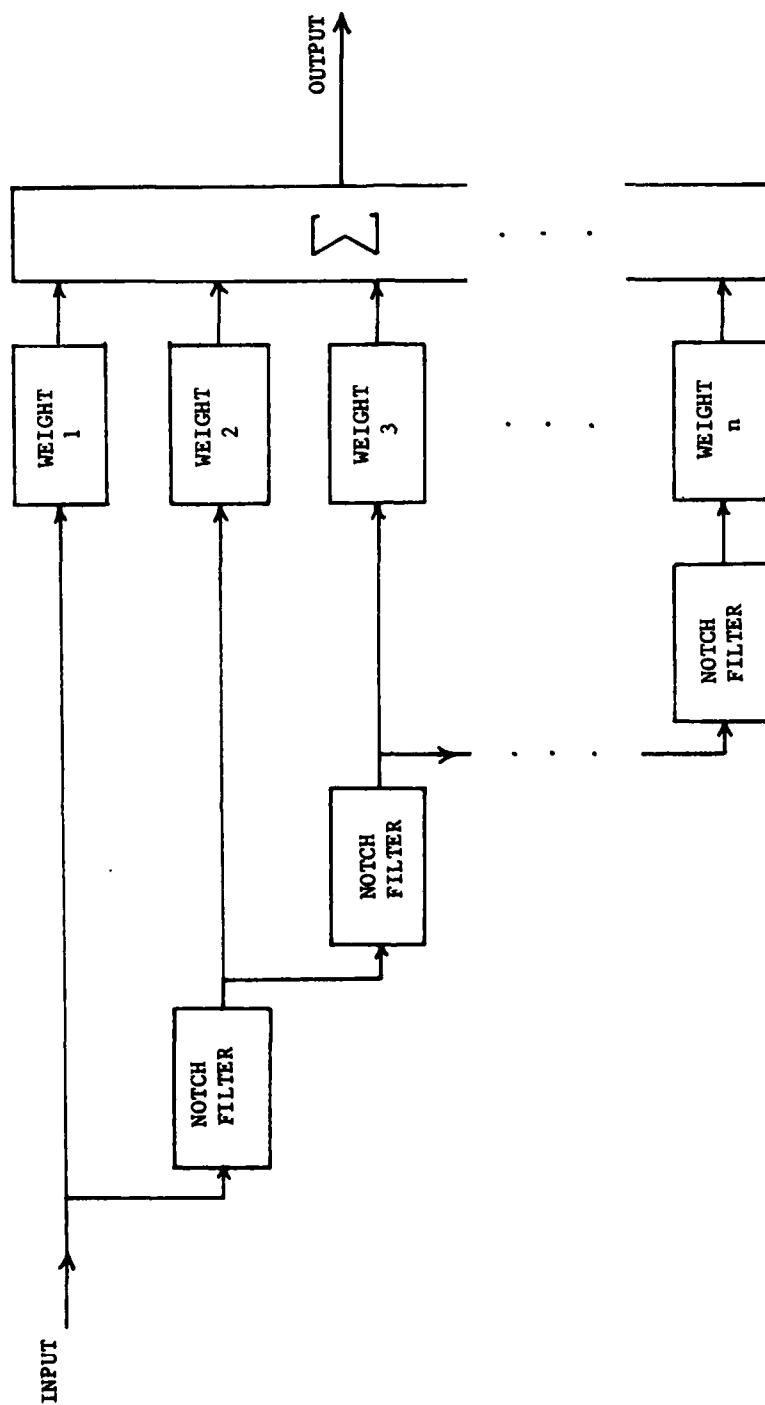 INPUT
NOTCH
FILTER
NOTCH
FILTER
NOTCH
FILTER
WEIGHT
1
WEIGHT
2
WEIGHT
3
. . .
WEIGHT
n
Σ
. . .
. . .
OUTPUT